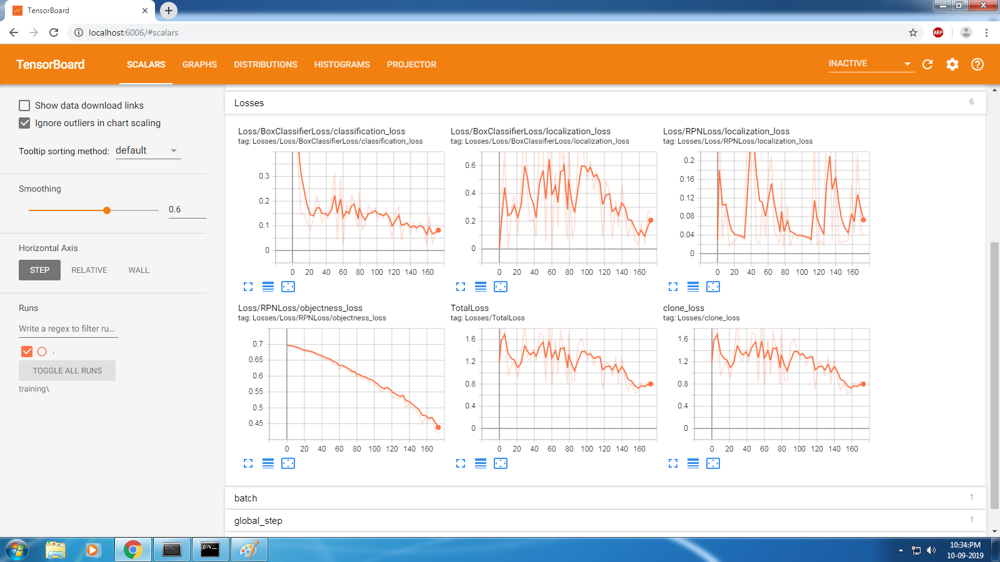 TensorBoard
localhost:6006/#scalars
ABP
TensorBoard
SCALARS
GRAPHS
DISTRIBUTIONS
HISTOGRAMS
PROJECTOR
INACTIVE
Show data download links
Ignore outliers in chart scaling
Tooltip sorting method: default
Smoothing
0.6
Horizontal Axis
STEP
RELATIVE
WALL
Runs
Write a regex to filter ru...
.
TOGGLE ALL RUNS
training\
Losses
6
Loss/BoxClassifierLoss/classification_loss
tag: Losses/Loss/BoxClassifierLoss/classification_loss
0.3
0.2
0.1
0
0 20 40 60 80 100 120 140 160
Loss/BoxClassifierLoss/localization_loss
tag: Losses/Loss/BoxClassifierLoss/localization_loss
0.6
0.4
0.2
0
0 20 40 60 80 100 120 140 160
Loss/RPNLoss/localization_loss
tag: Losses/Loss/RPNLoss/localization_loss
0.2
0.16
0.12
0.08
0.04
0
0 20 40 60 80 100 120 140 160
Loss/RPNLoss/objectness_loss
tag: Losses/Loss/RPNLoss/objectness_loss
0.7
0.65
0.6
0.55
0.5
0.45
0 20 40 60 80 100 120 140 160
TotalLoss
tag: Losses/TotalLoss
1.6
1.2
0.8
0.4
0
0 20 40 60 80 100 120 140 160
clone_loss
tag: Losses/clone_loss
1.6
1.2
0.8
0.4
0
0 20 40 60 80 100 120 140 160
batch
1
global_step
1
10:34:PM
10-09-2019